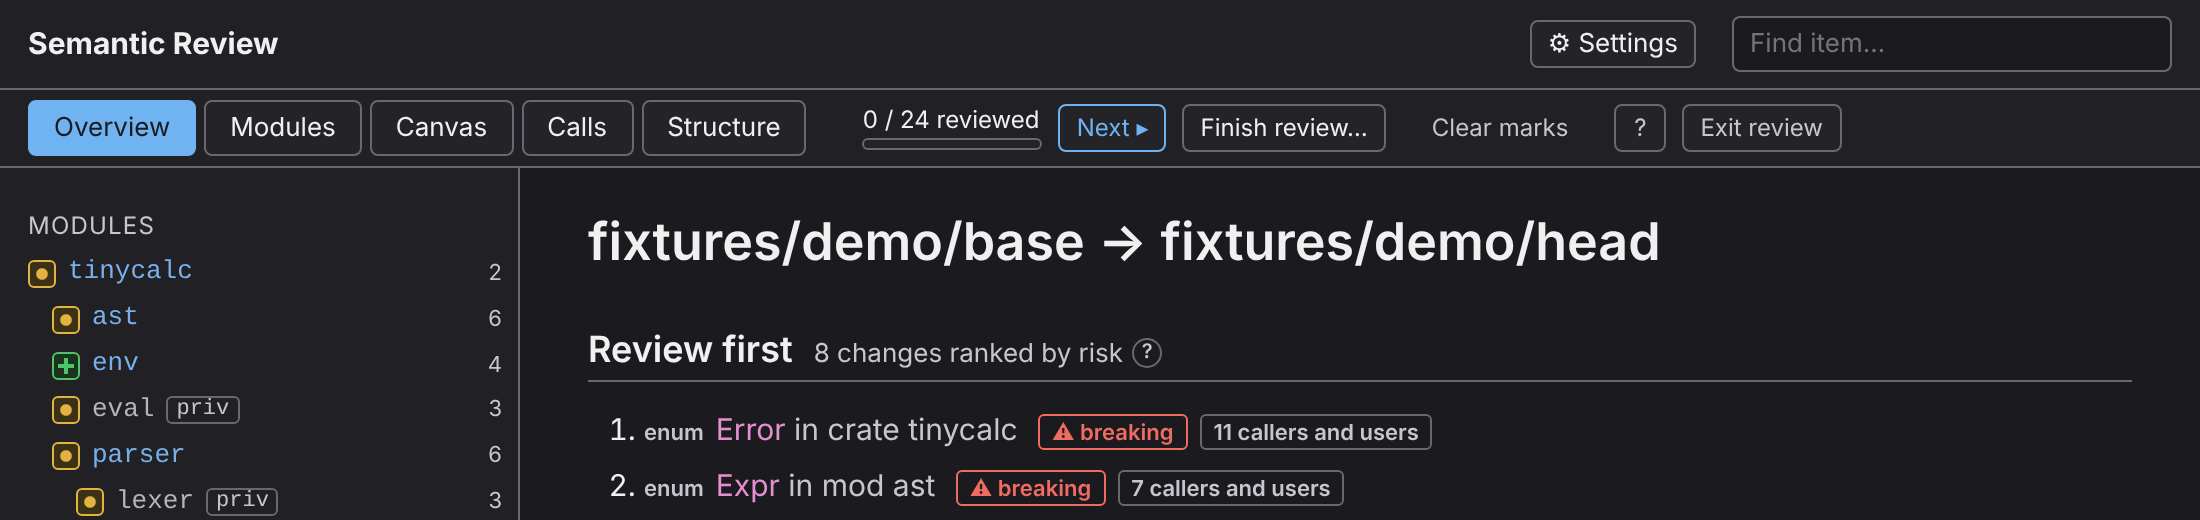 Semantic Review
⚙ Settings
Find item...
Overview Modules Canvas Calls Structure
0 / 24 reviewed
Next ▸
Finish review...
Clear marks
?
Exit review
MODULES
tinycalc 2
ast 6
env 4
eval priv 3
parser 6
lexer priv 3
fixtures/demo/base → fixtures/demo/head
Review first 8 changes ranked by risk ?
1. enum Error in crate tinycalc ⚠ breaking 11 callers and users
2. enum Expr in mod ast ⚠ breaking 7 callers and users